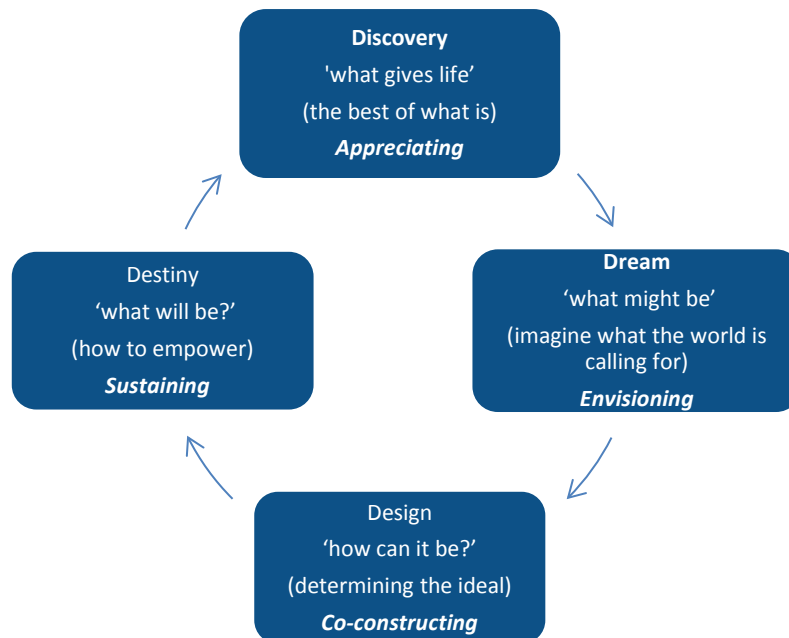 Discovery
'what gives life’
(the best of what is)
Appreciating
Dream
‘what might be’
(imagine what the world is
calling for)
Envisioning
Design
‘how can it be?’
(determining the ideal)
Co-constructing
Destiny
‘what will be?’
(how to empower)
Sustaining